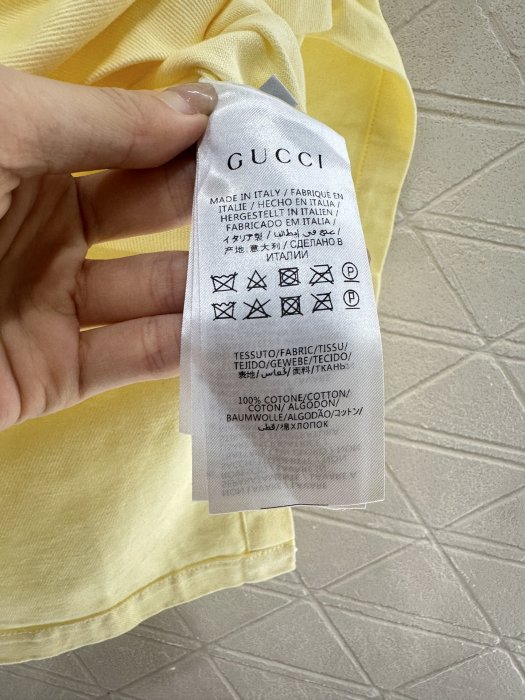 GUCCI
MADE IN ITALY / FABRIQUÉ EN
ITALIE / HECHO EN ITALIA /
HERGESTELLT IN ITALIEN /
FABRICADO EM ITALIA /
イタリア製 / صنع في إيطاليا /
产地 意大利 / СДЕЛАНО В
ИТАЛИИ
P
P
TESSUTO/FABRIC/TISSU/
TEJIDO/GEWEBE/TECIDO/
表地/قماش/面料/ТКАНЬ
100% COTONE/COTTON/
COTON/ ALGODON/
BAUMWOLLE/ALGODÃO/コットン/
قطن/棉 ХЛОПОК